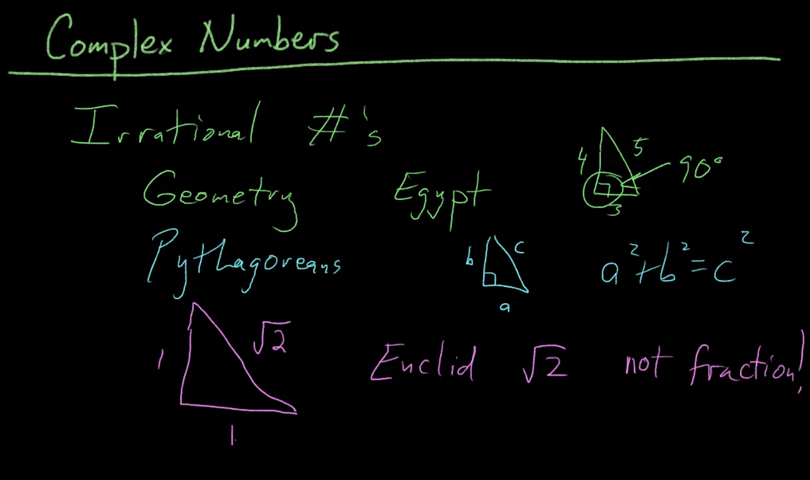 Complex Numbers
Irrational #'s
Geometry Egypt 4 5 3 90°
Pythagoreans b c a a²+b²=c²
1 √2 1 Euclid √2 not fraction!